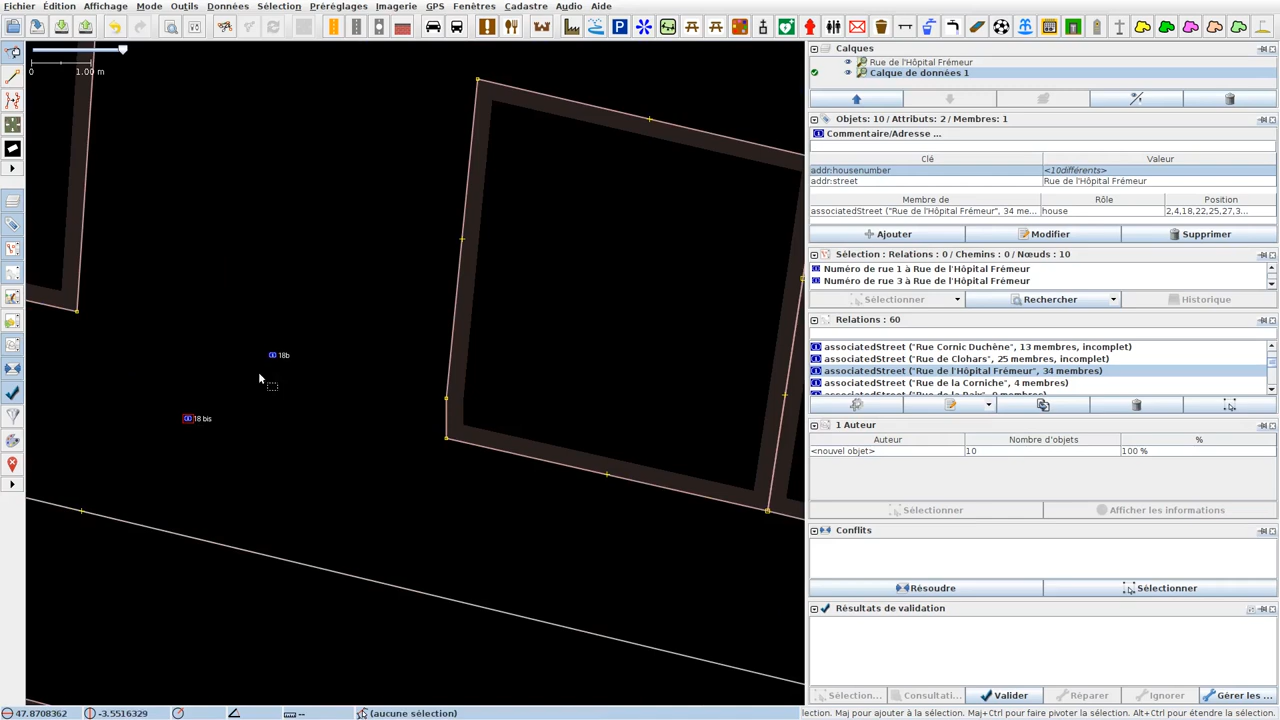 Fichier Édition Affichage Mode Outils Données Sélection Préréglages Imagerie GPS Fenêtres Cadastre Audio Aide
0 1.00 m
18b
18 bis
Calques
Rue de l'Hôpital Frémeur
Calque de données 1
Objets: 10 / Attributs: 2 / Membres: 1
Commentaire/Adresse ...
Clé Valeur
addr:housenumber <10différents>
addr:street Rue de l'Hôpital Frémeur
Membre de Rôle Position
associatedStreet ("Rue de l'Hôpital Frémeur", 34 me... house 2,4,18,22,25,27,3...
Ajouter Modifier Supprimer
Sélection : Relations : 0 / Chemins : 0 / Nœuds : 10
Numéro de rue 1 à Rue de l'Hôpital Frémeur
Numéro de rue 3 à Rue de l'Hôpital Frémeur
Sélectionner Rechercher Historique
Relations : 60
associatedStreet ("Rue Cornic Duchène", 13 membres, incomplet)
associatedStreet ("Rue de Clohars", 25 membres, incomplet)
associatedStreet ("Rue de l'Hôpital Frémeur", 34 membres)
associatedStreet ("Rue de la Corniche", 4 membres)
1 Auteur
Auteur Nombre d'objets %
<nouvel objet> 10 100 %
Sélectionner Afficher les informations
Conflits
Résoudre Sélectionner
Résultats de validation
Sélection... Consultati... Valider Réparer Ignorer Gérer les ...
47.8708362 -3.5516329 -- (aucune sélection) lection. Maj pour ajouter à la sélection. Maj+Ctrl pour faire pivoter la sélection. Alt+Ctrl pour étendre la sélection.